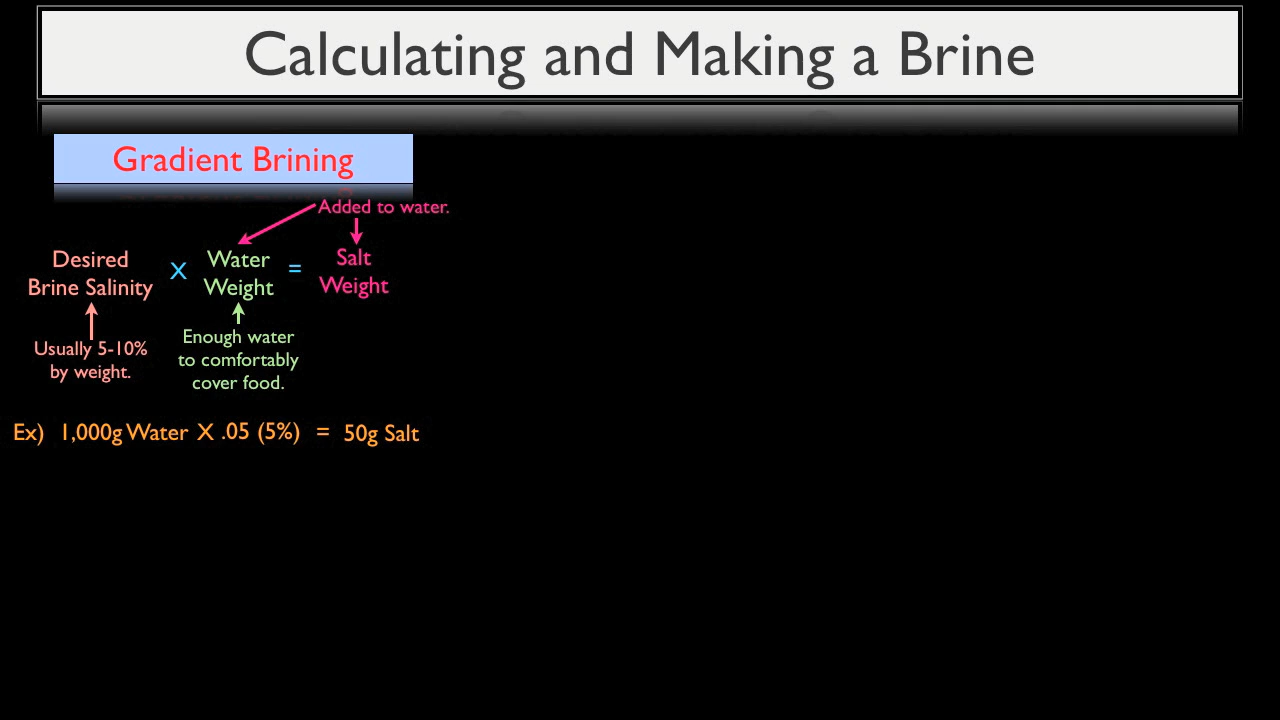 Calculating and Making a Brine
Gradient Brining
Added to water.
Desired
Brine Salinity
X
Water
Weight
=
Salt
Weight
Usually 5-10%
by weight.
Enough water
to comfortably
cover food.
Ex) 1,000g Water X .05 (5%) = 50g Salt